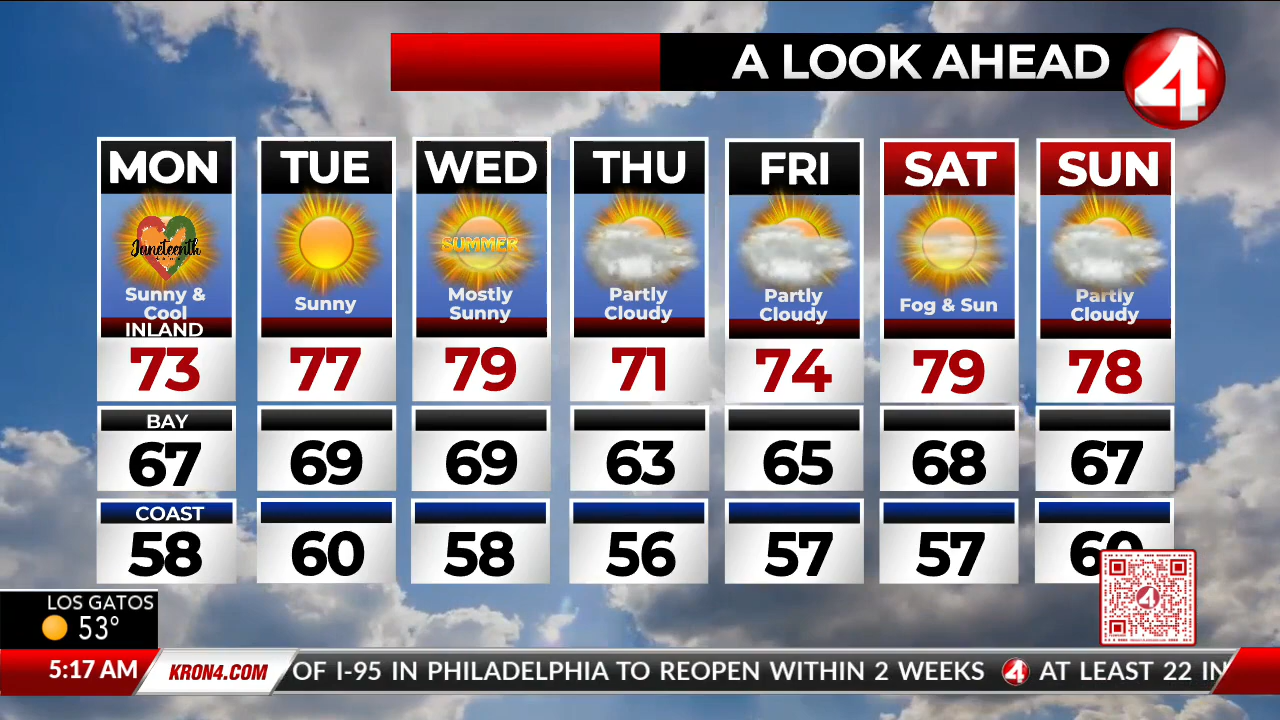 A LOOK AHEAD
4
MON TUE WED THU FRI SAT SUN
Juneteenth
SUMMER
Sunny & Cool
Sunny
Mostly Sunny
Partly Cloudy
Partly Cloudy
Fog & Sun
Partly Cloudy
INLAND
73 77 79 71 74 79 78
BAY
67 69 69 63 65 68 67
COAST
58 60 58 56 57 57 60
LOS GATOS
53°
4
5:17 AM
KRON4.COM
OF I-95 IN PHILADELPHIA TO REOPEN WITHIN 2 WEEKS 4 AT LEAST 22 IN